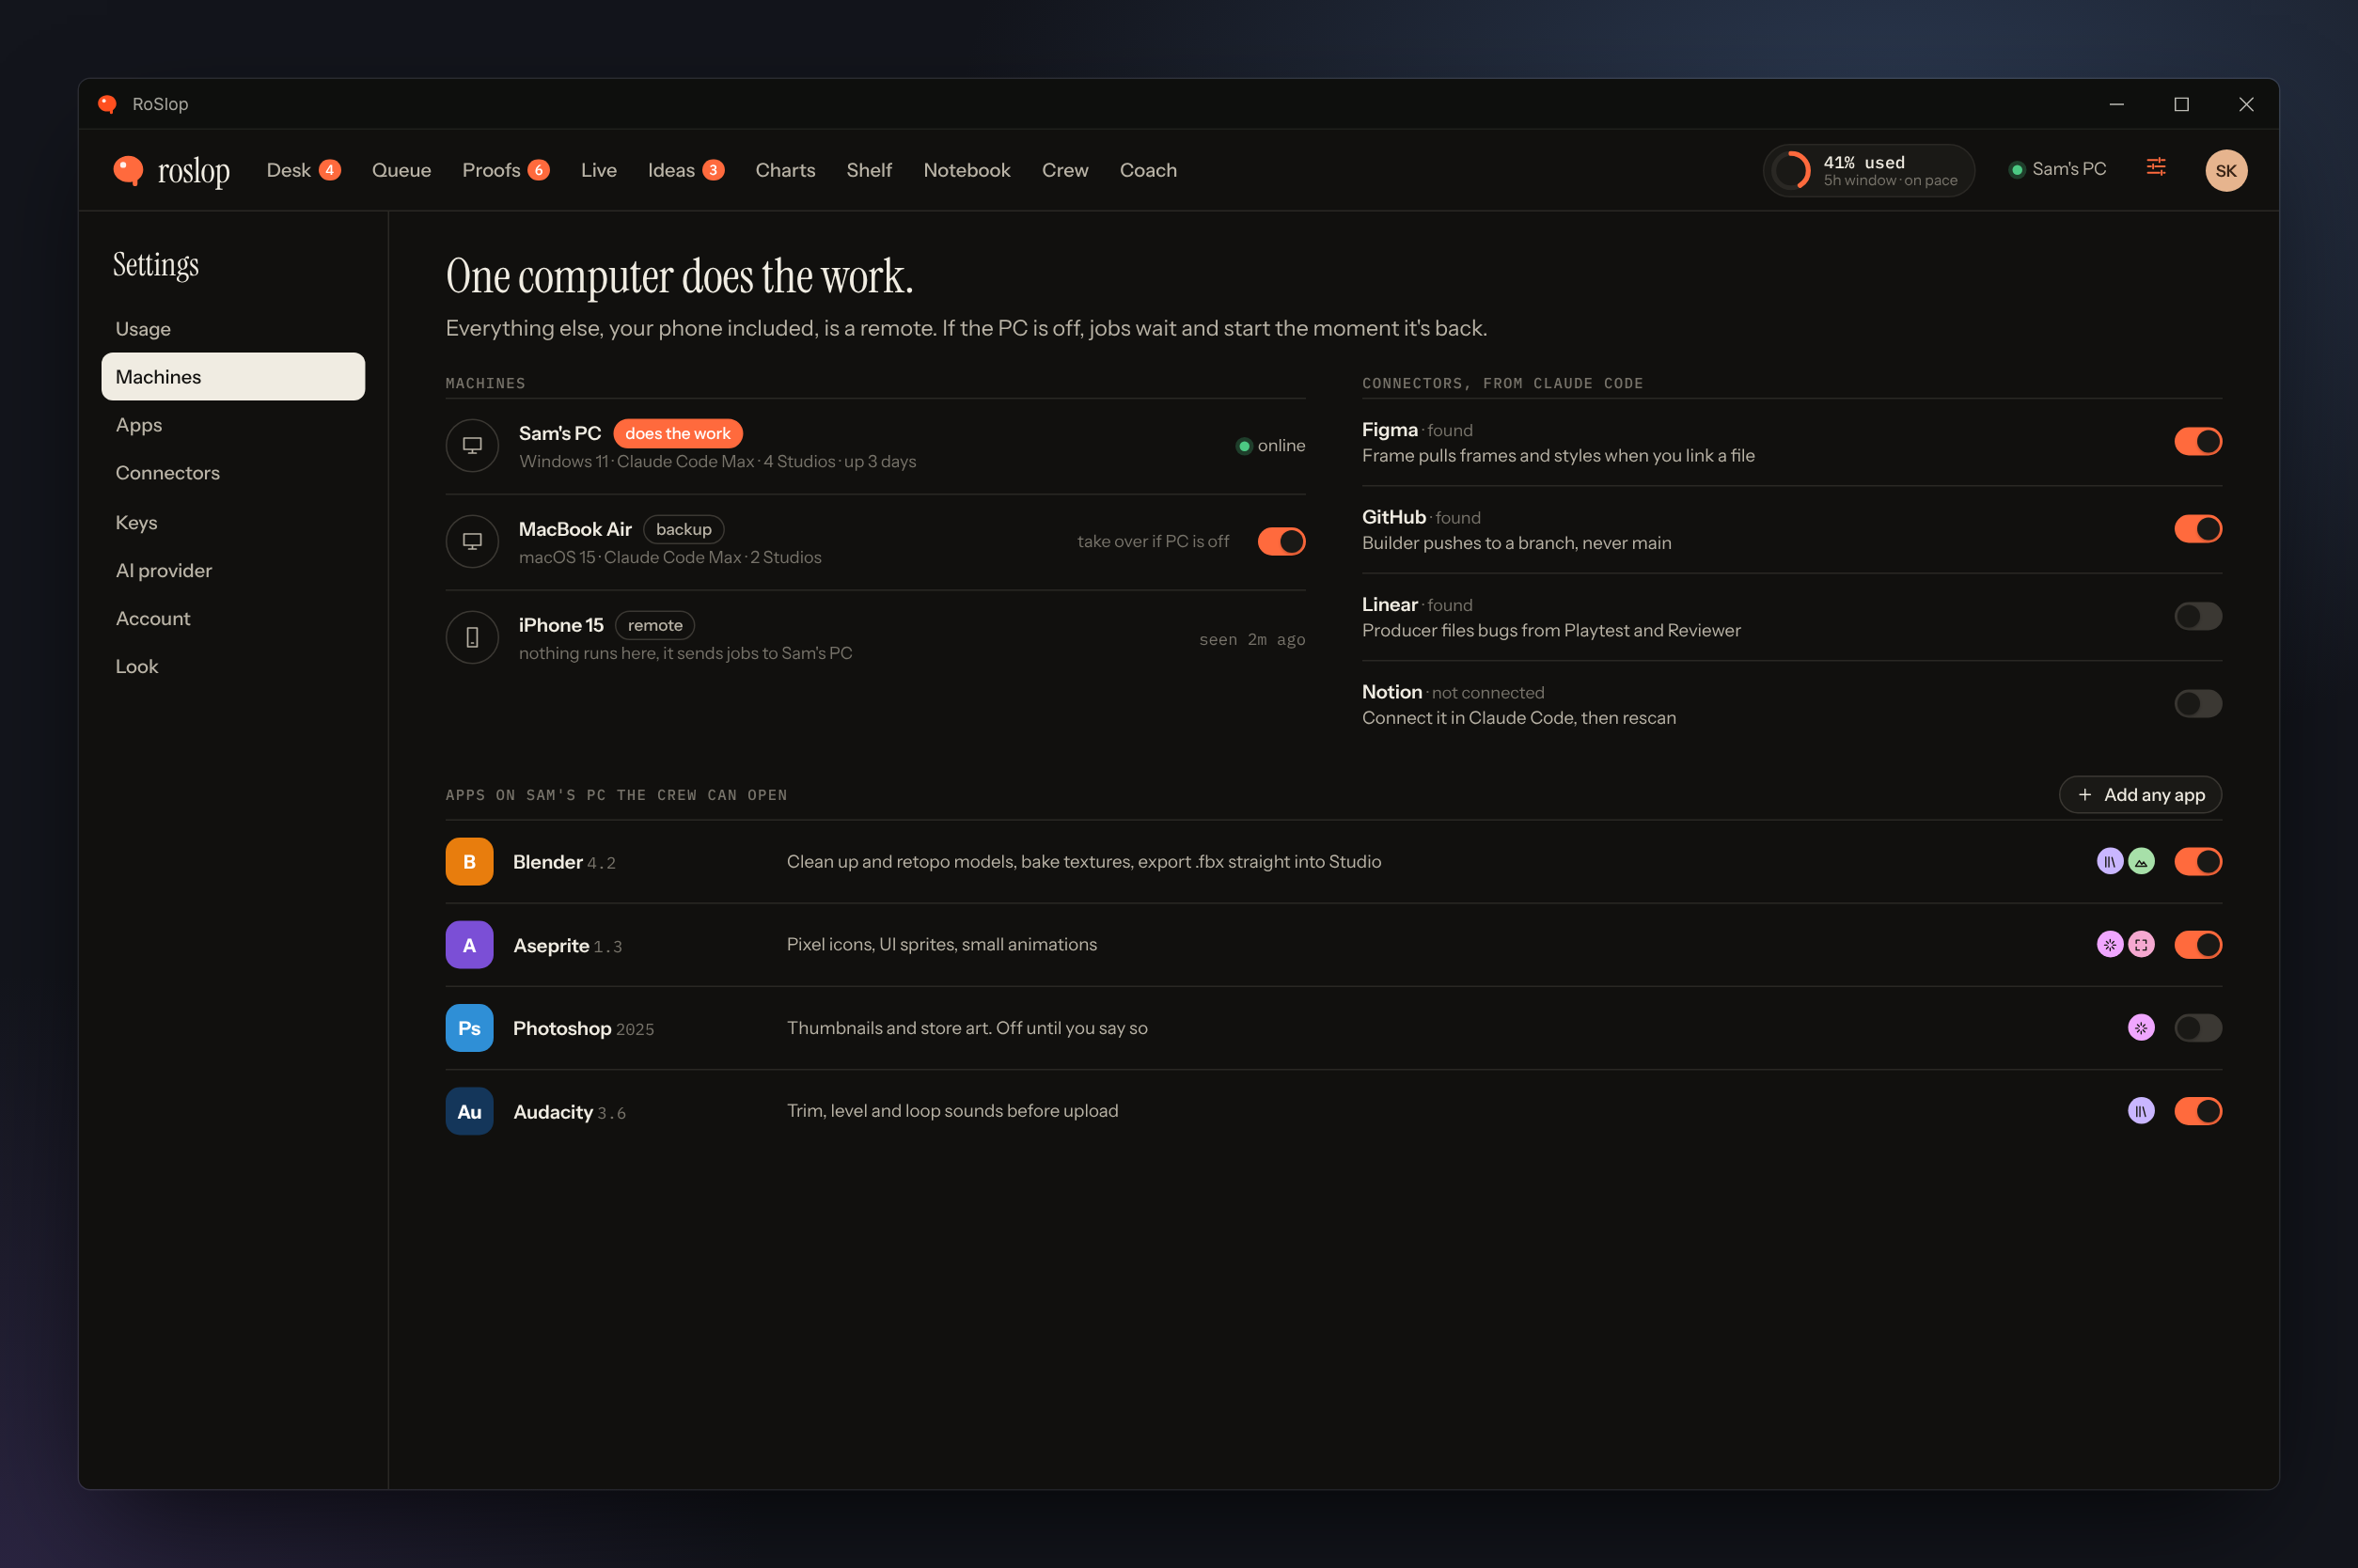 RoSlop
roslop
Desk 4
Queue
Proofs 6
Live
Ideas 3
Charts
Shelf
Notebook
Crew
Coach
41% used
5h window · on pace
Sam's PC
SK
Settings
Usage
Machines
Apps
Connectors
Keys
AI provider
Account
Look
One computer does the work.
Everything else, your phone included, is a remote. If the PC is off, jobs wait and start the moment it's back.
MACHINES
Sam's PC does the work
Windows 11 · Claude Code Max · 4 Studios · up 3 days
online
MacBook Air backup
macOS 15 · Claude Code Max · 2 Studios
take over if PC is off
iPhone 15 remote
nothing runs here, it sends jobs to Sam's PC
seen 2m ago
CONNECTORS, FROM CLAUDE CODE
Figma · found
Frame pulls frames and styles when you link a file
GitHub · found
Builder pushes to a branch, never main
Linear · found
Producer files bugs from Playtest and Reviewer
Notion · not connected
Connect it in Claude Code, then rescan
APPS ON SAM'S PC THE CREW CAN OPEN
+ Add any app
B
Blender 4.2
Clean up and retopo models, bake textures, export .fbx straight into Studio
A
Aseprite 1.3
Pixel icons, UI sprites, small animations
Ps
Photoshop 2025
Thumbnails and store art. Off until you say so
Au
Audacity 3.6
Trim, level and loop sounds before upload